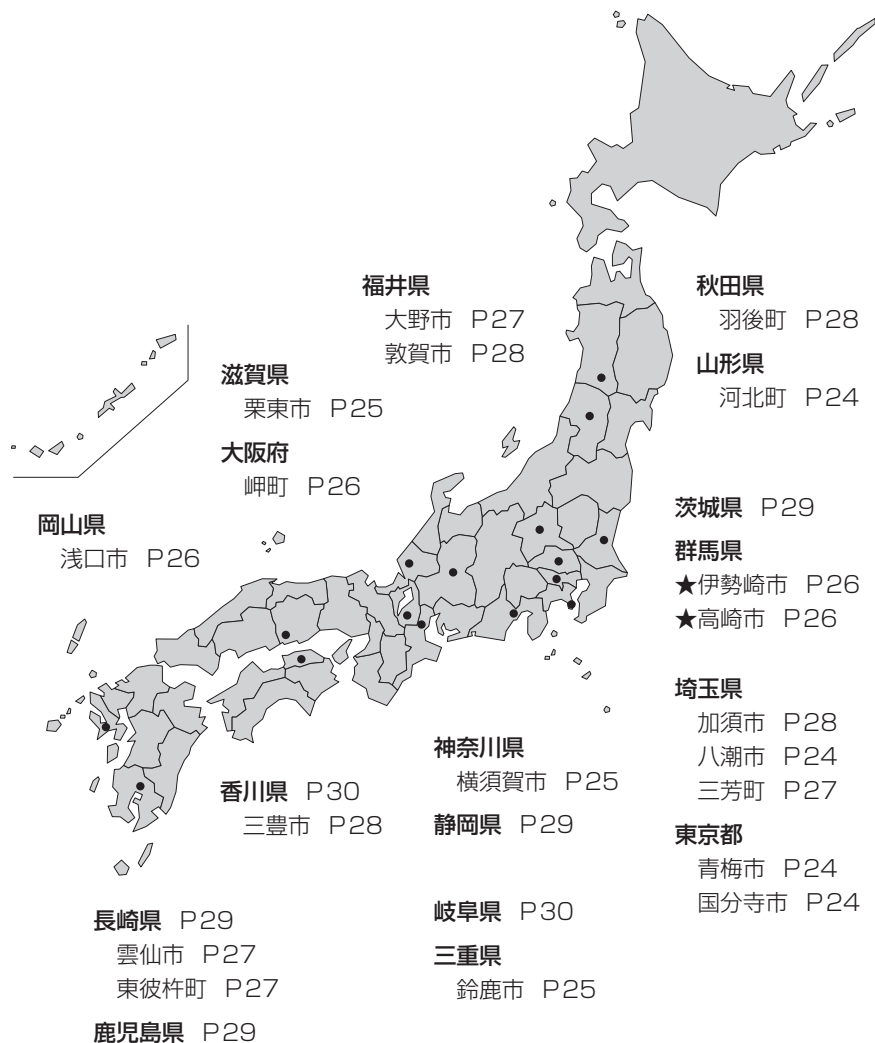 福井県
大野市 P27
敦賀市 P28
秋田県
羽後町 P28
山形県
河北町 P24
滋賀県
栗東市 P25
大阪府
岬町 P26
岡山県
浅口市 P26
茨城県 P29
群馬県
★伊勢崎市 P26
★高崎市 P26
埼玉県
加須市 P28
八潮市 P24
三芳町 P27
東京都
青梅市 P24
国分寺市 P24
神奈川県
横須賀市 P25
静岡県 P29
岐阜県 P30
三重県
鈴鹿市 P25
香川県 P30
三豊市 P28
長崎県 P29
雲仙市 P27
東彼杵町 P27
鹿児島県 P29